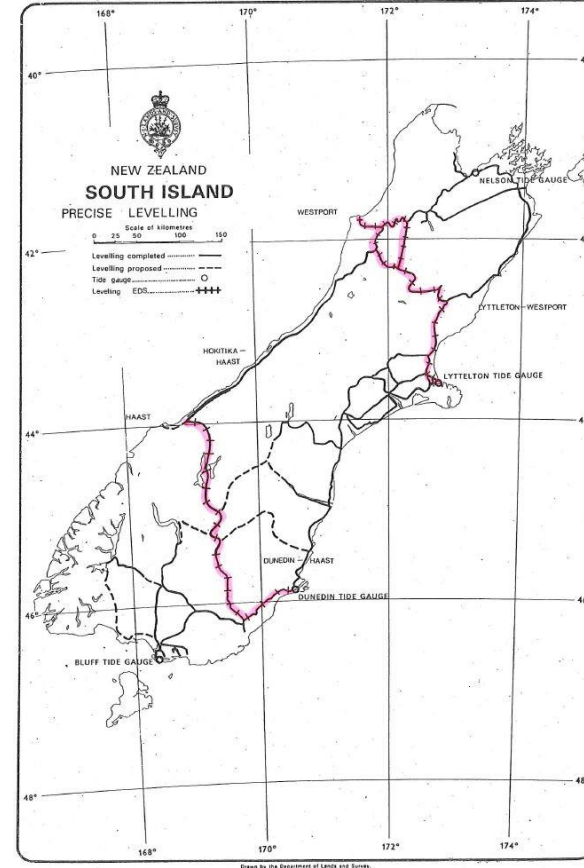 168°
170°
172°
174°
40°
NEW ZEALAND
SOUTH ISLAND
PRECISE LEVELLING
Scale of kilometres
0 25 50 100 150
Levelling completed
Levelling proposed
Tide gauge
Levelling EDS
NELSON TIDE GAUGE
WESTPORT
42°
LYTTLETON-WESTPORT
HOKITIKA-
HAAST
LYTTELTON TIDE GAUGE
HAAST
44°
DUNEDIN-HAAST
DUNEDIN TIDE GAUGE
46°
BLUFF TIDE GAUGE
48°
168°
170°
172°
174°
Drawn by the Department of Lands and Survey.